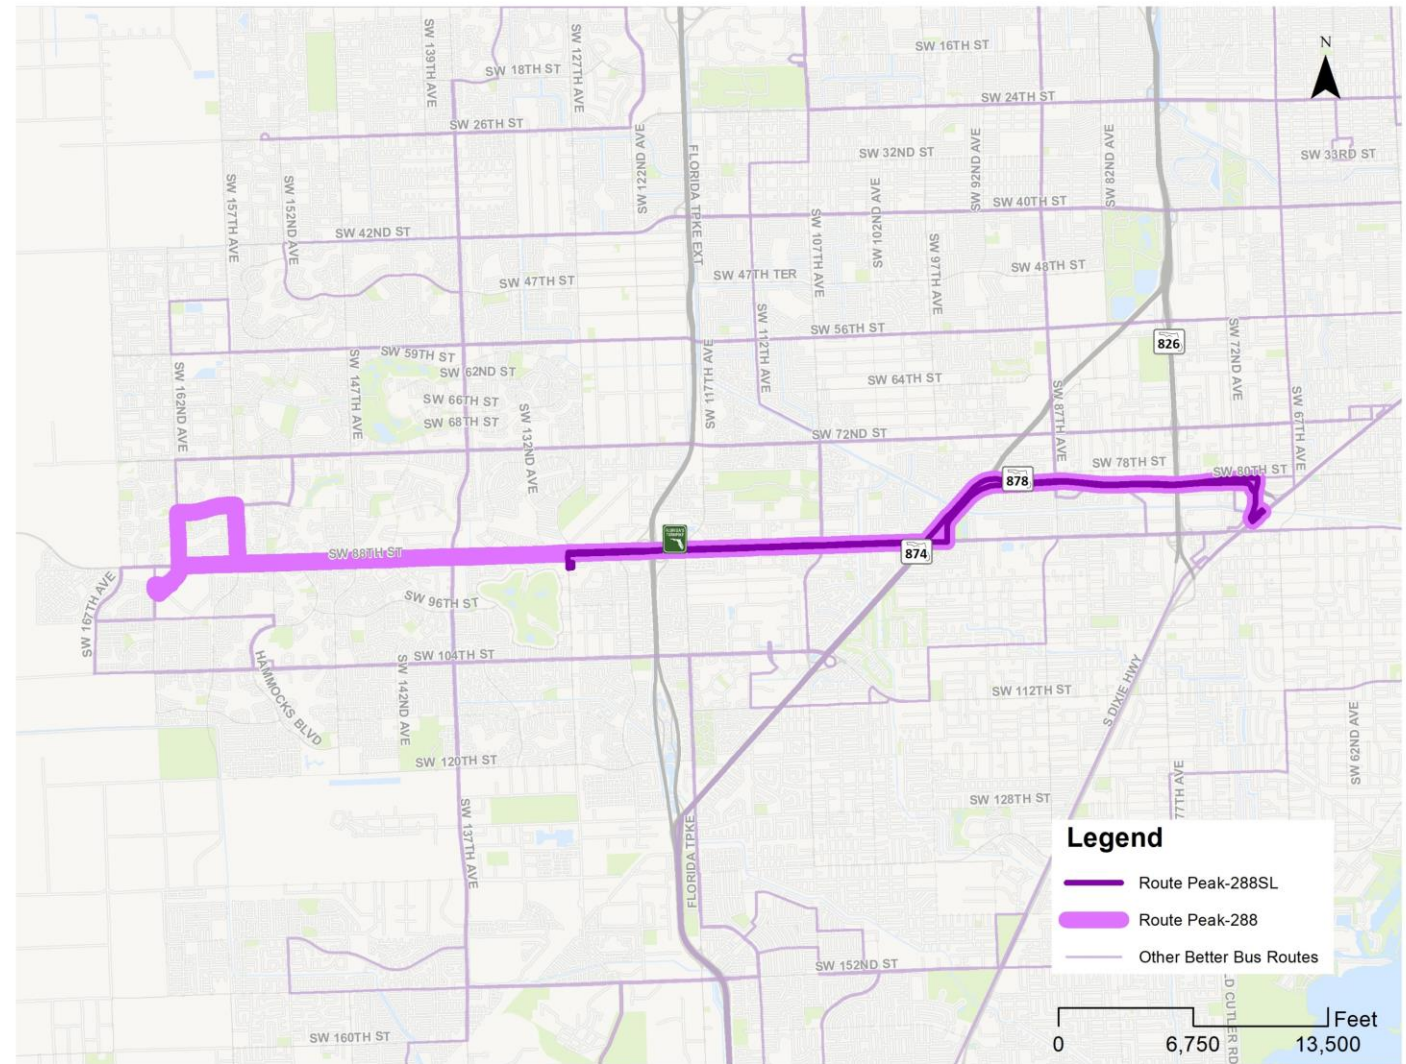 N
SW 139TH AVE
SW 127TH AVE
SW 16TH ST
SW 18TH ST
SW 24TH ST
SW 26TH ST
SW 122ND AVE
SW 32ND ST
SW 92ND AVE
SW 82ND AVE
SW 33RD ST
FLORIDA TPKE EXT
SW 157TH AVE
SW 152ND AVE
SW 102ND AVE
SW 40TH ST
SW 42ND ST
SW 107TH AVE
SW 97TH AVE
SW 47TH ST
SW 47TH TER
SW 48TH ST
SW 112TH AVE
SW 56TH ST
826
SW 72ND AVE
SW 117TH AVE
SW 59TH ST
SW 147TH AVE
SW 162ND AVE
SW 62ND ST
SW 64TH ST
SW 66TH ST
SW 68TH ST
SW 132ND AVE
SW 87TH AVE
SW 67TH AVE
SW 72ND ST
SW 78TH ST
SW 80TH ST
878
SW 88TH ST
874
SW 167TH AVE
SW 96TH ST
SW 104TH ST
HAMMOCKS BLVD
SW 142ND AVE
S DIXIE HWY
SW 112TH ST
SW 62ND AVE
SW 120TH ST
77TH AVE
SW 128TH ST
SW 137TH AVE
FLORIDA TPKE
SW 152ND ST
SW 160TH ST
Legend
Route Peak-288SL
Route Peak-288
Other Better Bus Routes
D CUTLER RD
Feet
0 6,750 13,500